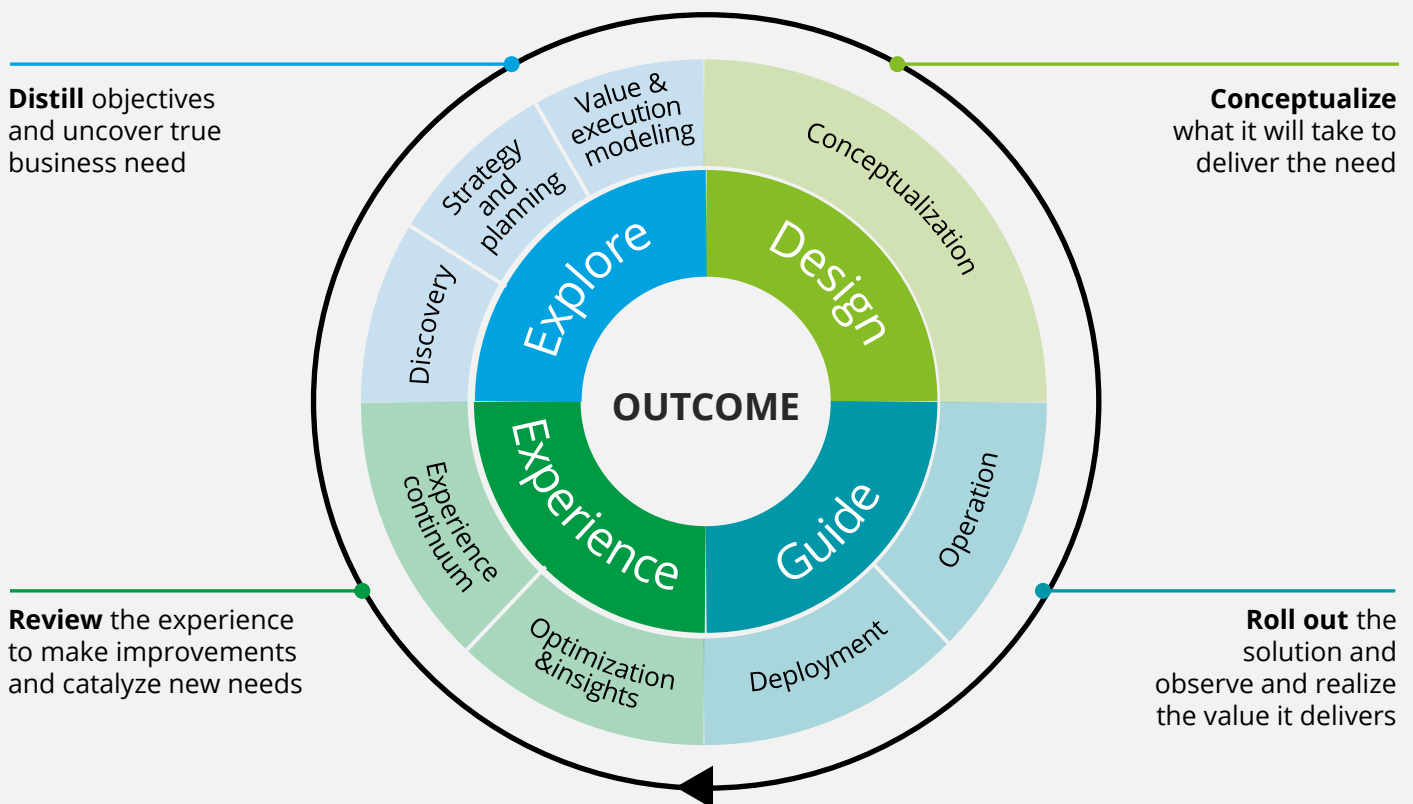 Distill objectives
and uncover true
business need
Conceptualize
what it will take to
deliver the need
Value &
execution
modeling
Strategy
and
planning
Discovery
Conceptualization
Explore
Design
OUTCOME
Experience
Guide
Experience
continuum
Optimization
&insights
Deployment
Operation
Review the experience
to make improvements
and catalyze new needs
Roll out the
solution and
observe and realize
the value it delivers